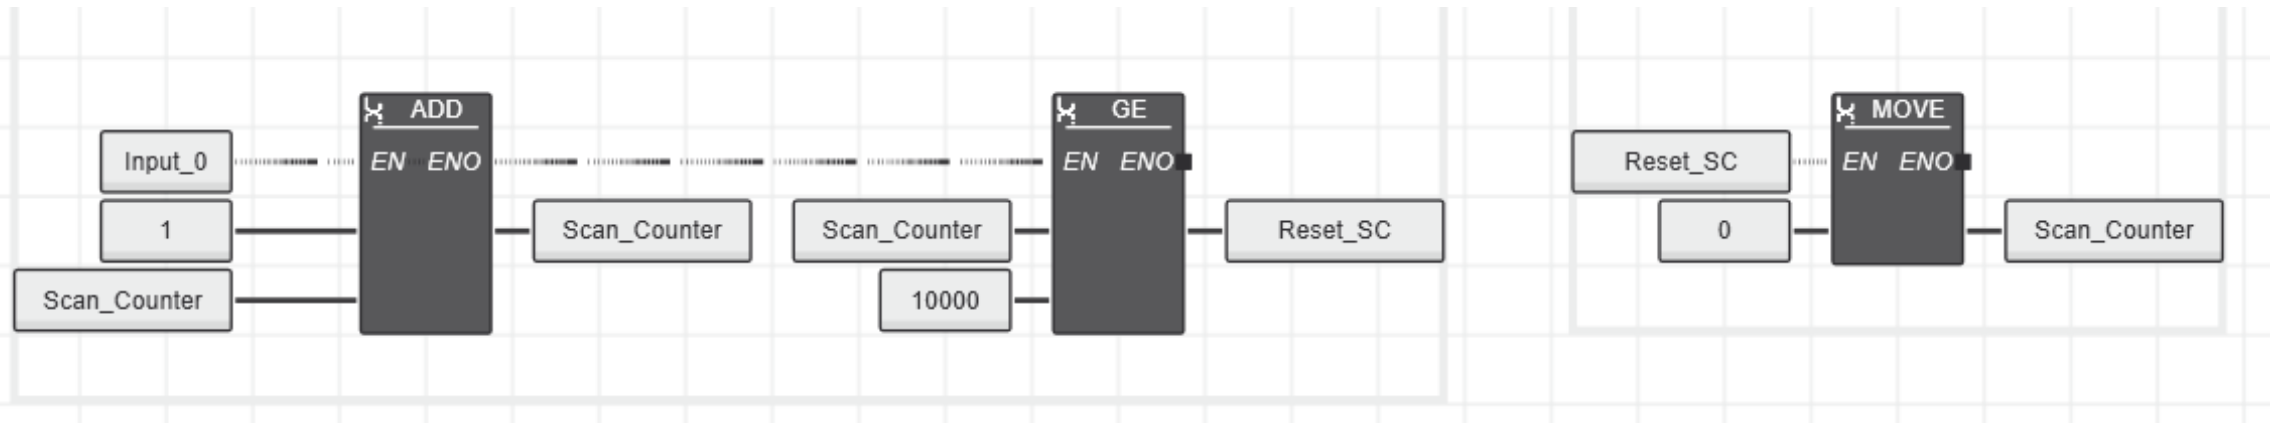 ADD
Input_0 EN ENO
1 Scan_Counter
Scan_Counter
GE
EN ENO
Scan_Counter Reset_SC
10000
MOVE
Reset_SC EN ENO
0 Scan_Counter